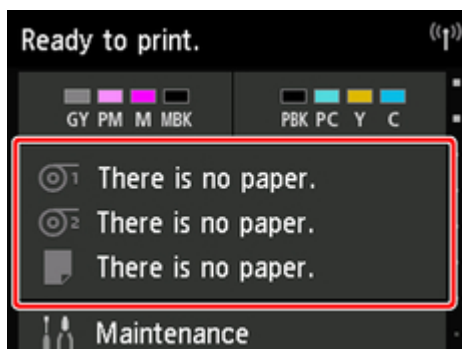 Ready to print.
GY PM M MBK PBK PC Y C
1 There is no paper.
2 There is no paper.
There is no paper.
Maintenance